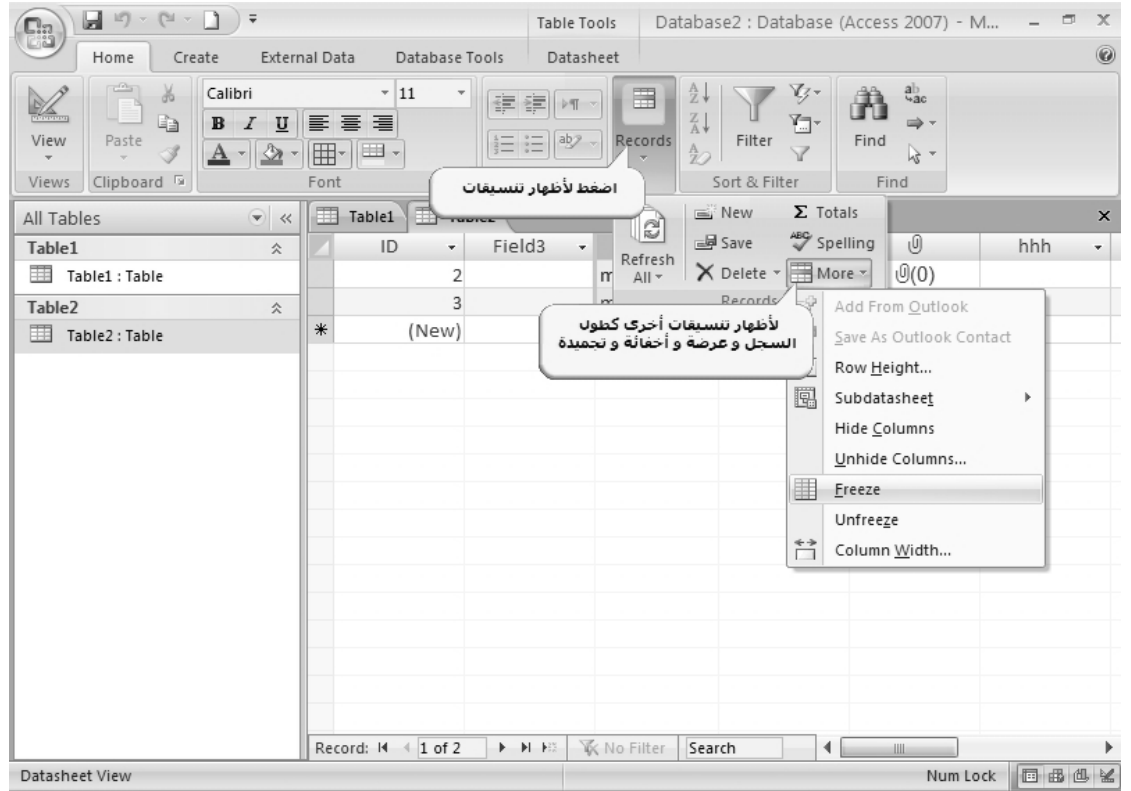 Table Tools
Database2 : Database (Access 2007) - M...
Home Create External Data Database Tools Datasheet
Calibri 11
B I U
View
Paste
Records
Filter
Find
Views Clipboard Font Sort & Filter Find
اضغط لأظهار تنسيقات
All Tables
Table1
Table1 : Table
Table2
Table2 : Table
Table1
ID Field3 hhh
2
3
(New)
(0)
New Σ Totals
Save Spelling
Refresh All
Delete More
Records
لأظهار تنسيقات أخرى كطول
السجل و عرضة و أخفائة و تجميدة
Add From Outlook
Save As Outlook Contact
Row Height...
Subdatasheet
Hide Columns
Unhide Columns...
Freeze
Unfreeze
Column Width...
Record: 1 of 2 No Filter Search
Datasheet View Num Lock